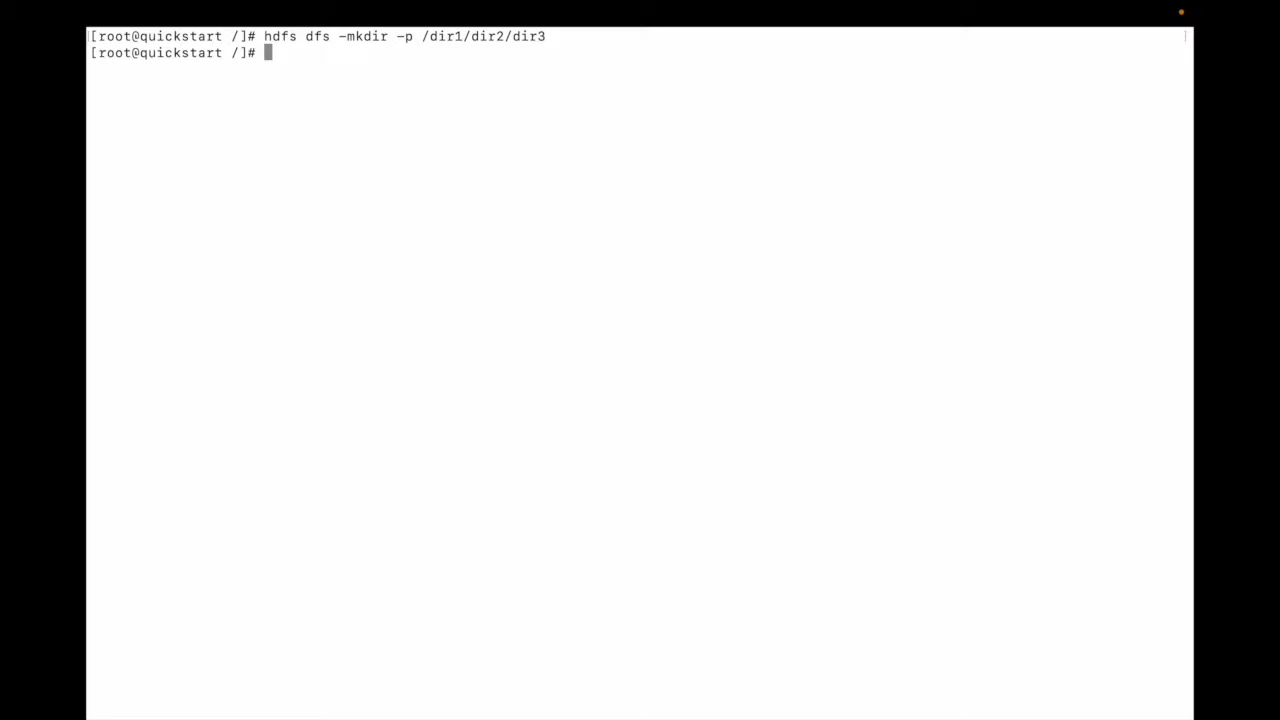 [root@quickstart /]# hdfs dfs -mkdir -p /dir1/dir2/dir3
[root@quickstart /]#